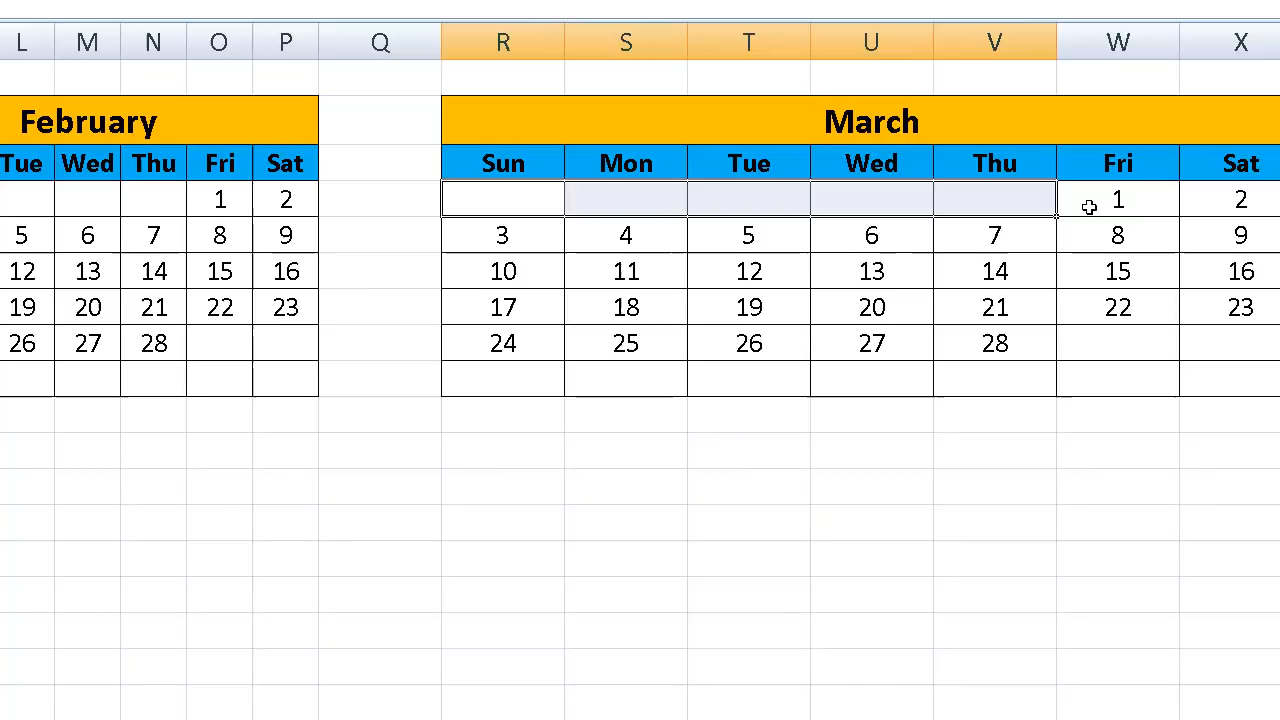 L M N O P Q R S T U V W X
February March
Tue Wed Thu Fri Sat Sun Mon Tue Wed Thu Fri Sat
1 2 1 2
5 6 7 8 9 3 4 5 6 7 8 9
12 13 14 15 16 10 11 12 13 14 15 16
19 20 21 22 23 17 18 19 20 21 22 23
26 27 28 24 25 26 27 28